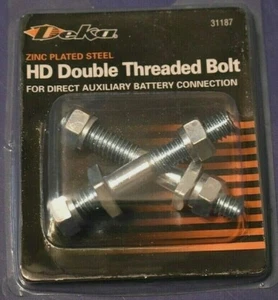 Deka
31187
ZINC PLATED STEEL
HD Double Threaded Bolt
FOR DIRECT AUXILIARY BATTERY CONNECTION